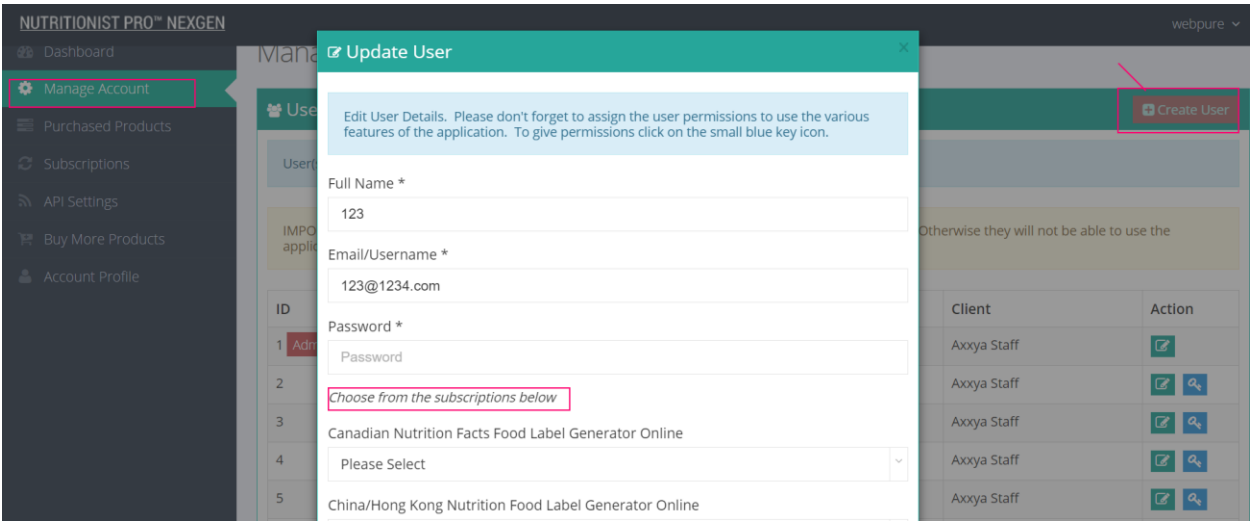 NUTRITIONIST PRO™ NEXGEN
webpure
Dashboard
Manage Account
Purchased Products
Subscriptions
API Settings
Buy More Products
Account Profile
Update User
×
Create User
Edit User Details. Please don't forget to assign the user permissions to use the various
features of the application. To give permissions click on the small blue key icon.
Full Name *
123
Otherwise they will not be able to use the
Email/Username *
123@1234.com
Password *
Password
Choose from the subscriptions below
Canadian Nutrition Facts Food Label Generator Online
Please Select
China/Hong Kong Nutrition Food Label Generator Online
ID Client Action
1 Axxya Staff
2 Axxya Staff
3 Axxya Staff
4 Axxya Staff
5 Axxya Staff